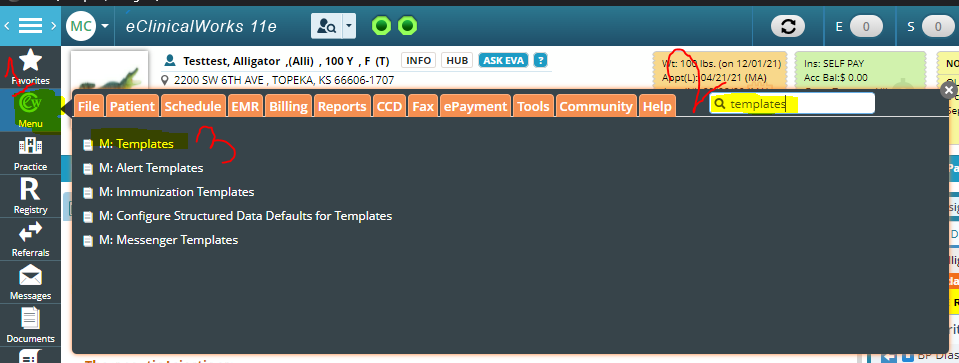 MC eClinicalWorks 11e E 0 S 0
Favorites
Menu
Practice
R
Registry
Referrals
Messages
Documents
Testtest, Alligator ,(Alli) , 100 Y , F (T) INFO HUB ASK EVA ?
2200 SW 6TH AVE , TOPEKA, KS 66606-1707
Wt: 100 lbs. (on 12/01/21)
Appt(L): 04/21/21 (MA)
Ins: SELF PAY
Acc Bal:$ 0.00
NO
File Patient Schedule EMR Billing Reports CCD Fax ePayment Tools Community Help templates
1
2
M: Templates 3
M: Alert Templates
M: Immunization Templates
M: Configure Structured Data Defaults for Templates
M: Messenger Templates
BP Dias